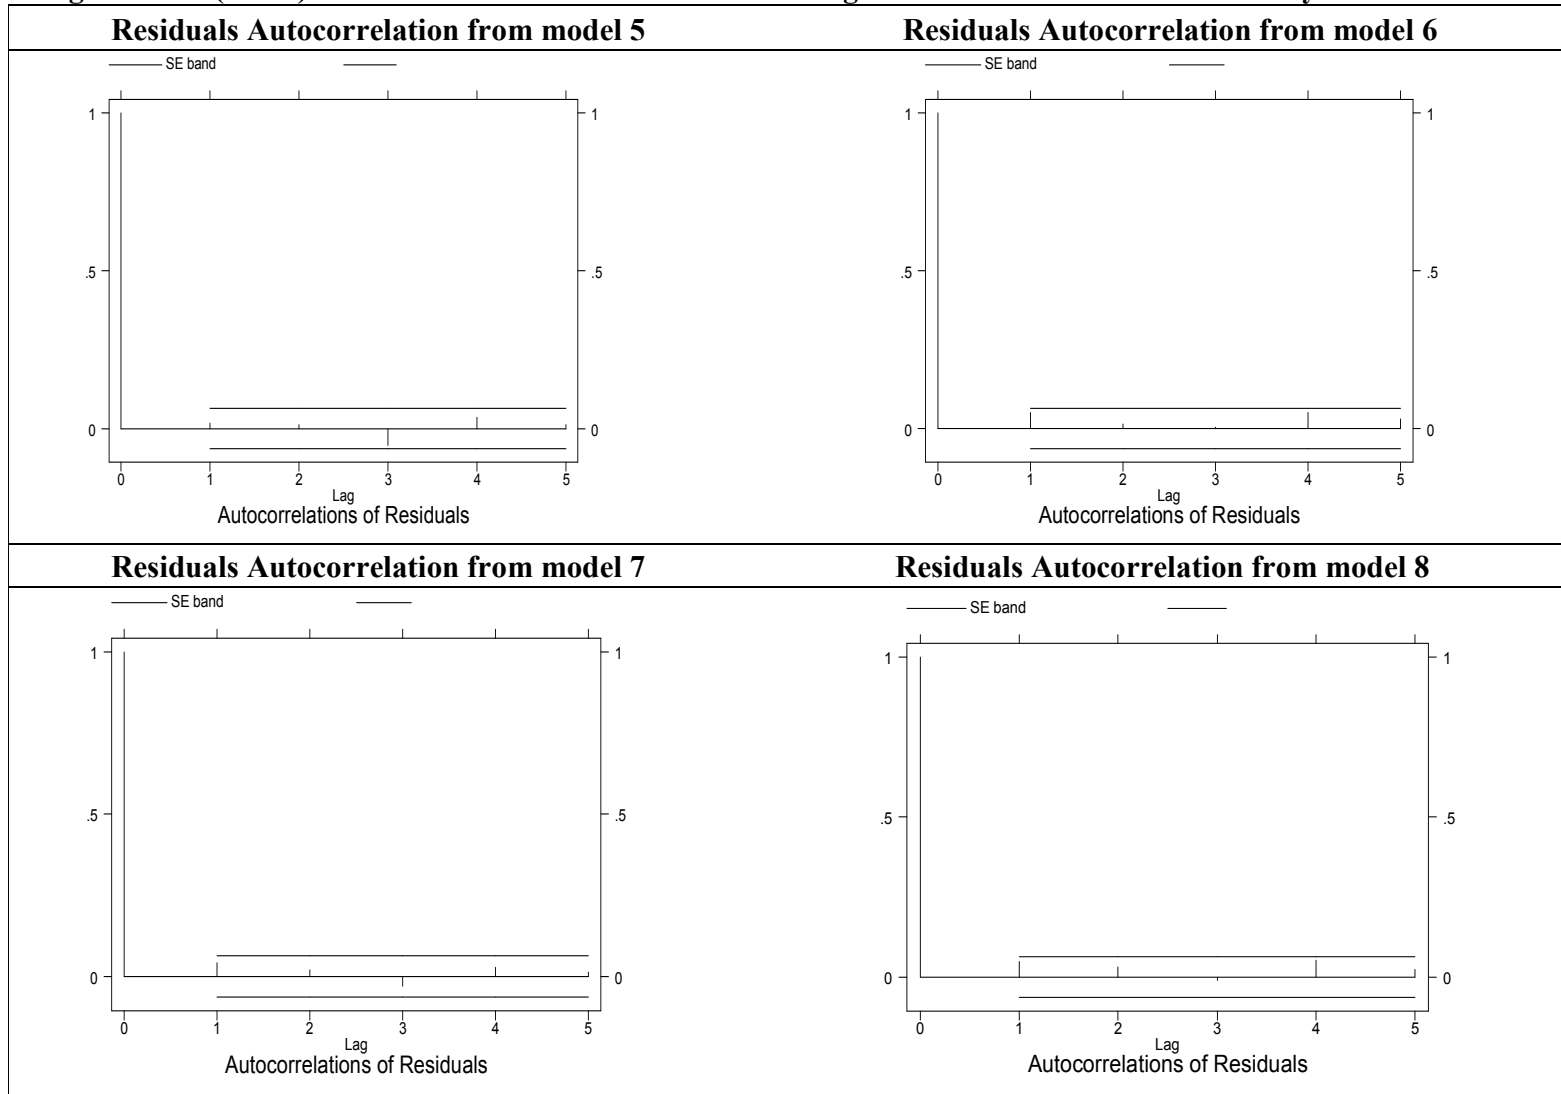 Residuals Autocorrelation from model 5
Residuals Autocorrelation from model 6
SE band
1
.5
0
1
.5
0
0 1 2 3 4 5
Lag
Autocorrelations of Residuals
SE band
1
.5
0
1
.5
0
0 1 2 3 4 5
Lag
Autocorrelations of Residuals
Residuals Autocorrelation from model 7
Residuals Autocorrelation from model 8
SE band
1
.5
0
1
.5
0
0 1 2 3 4 5
Lag
Autocorrelations of Residuals
SE band
1
.5
0
1
.5
0
0 1 2 3 4 5
Lag
Autocorrelations of Residuals